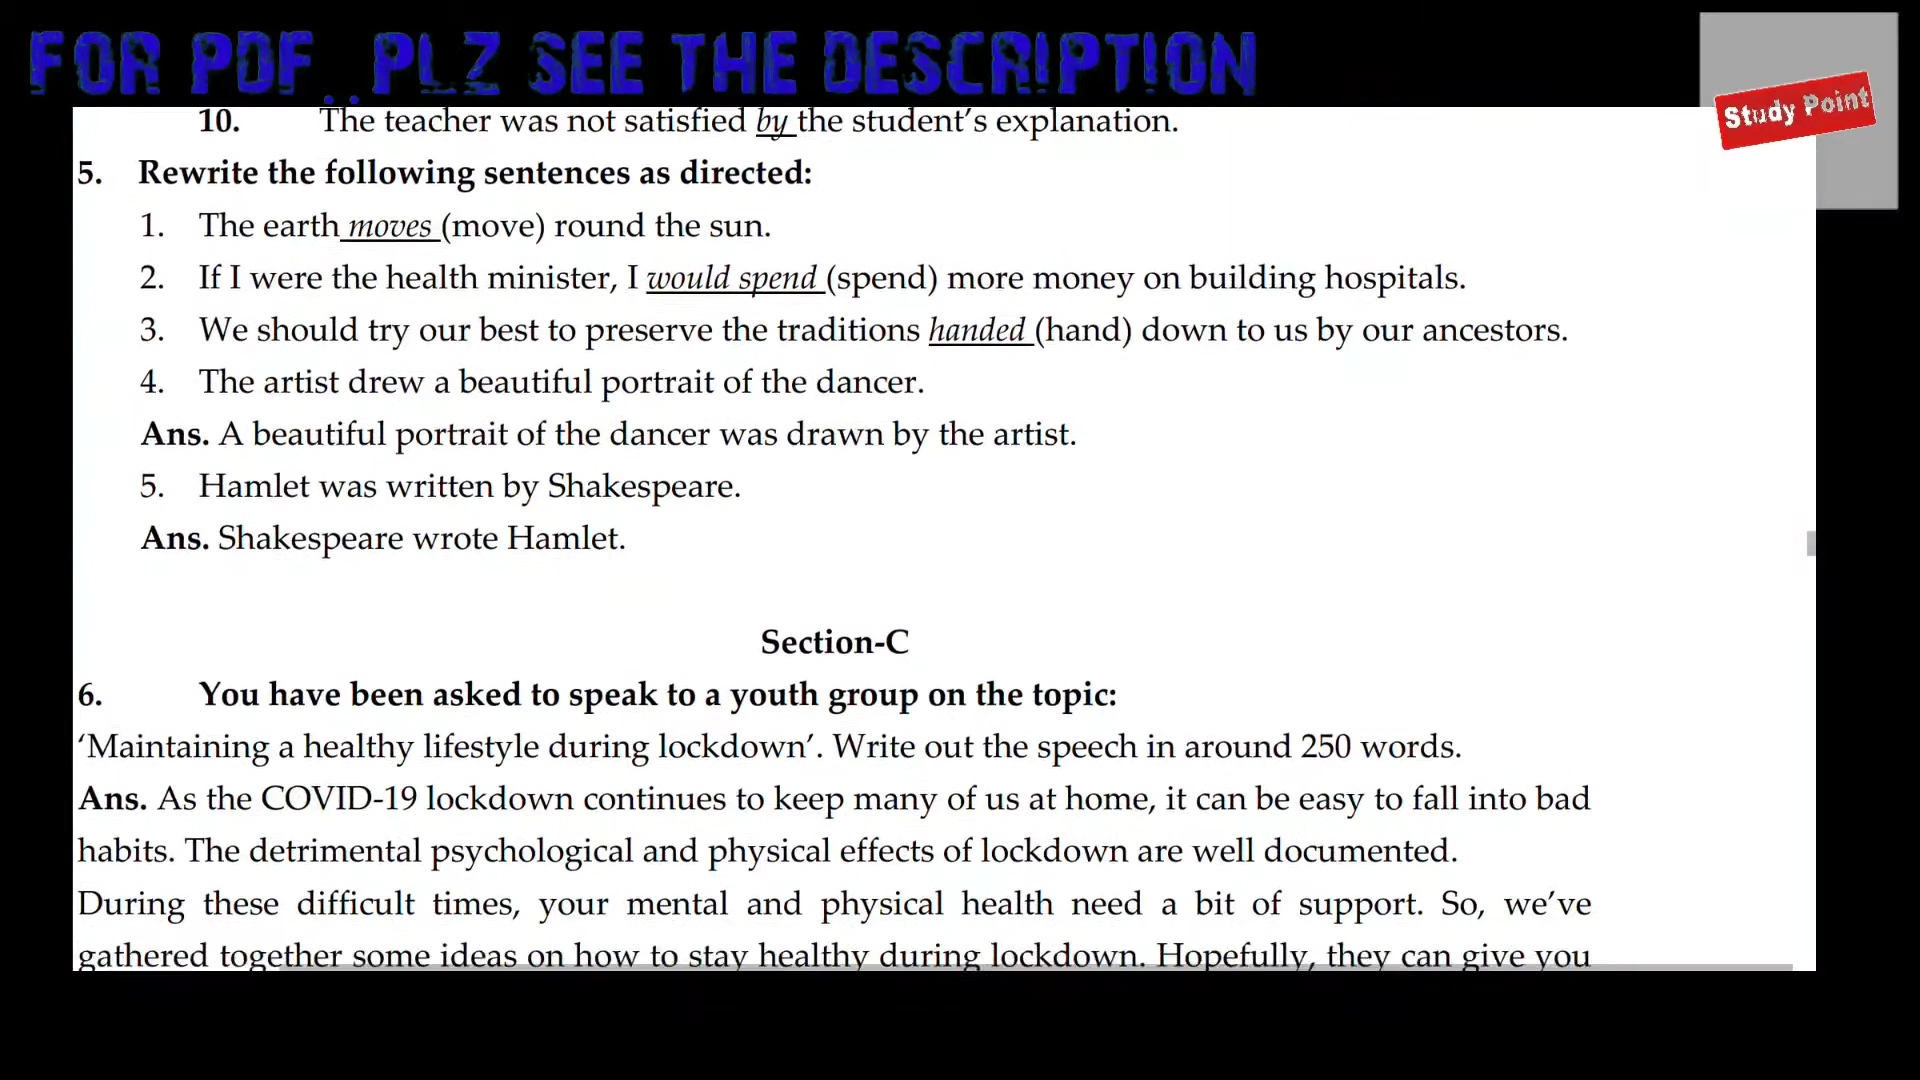 FOR PDF..PLZ SEE THE DESCRIPTION
Study Point
10. The teacher was not satisfied by the student’s explanation.
5. Rewrite the following sentences as directed:
1. The earth moves (move) round the sun.
2. If I were the health minister, I would spend (spend) more money on building hospitals.
3. We should try our best to preserve the traditions handed (hand) down to us by our ancestors.
4. The artist drew a beautiful portrait of the dancer.
Ans. A beautiful portrait of the dancer was drawn by the artist.
5. Hamlet was written by Shakespeare.
Ans. Shakespeare wrote Hamlet.
Section-C
6. You have been asked to speak to a youth group on the topic:
‘Maintaining a healthy lifestyle during lockdown’. Write out the speech in around 250 words.
Ans. As the COVID-19 lockdown continues to keep many of us at home, it can be easy to fall into bad
habits. The detrimental psychological and physical effects of lockdown are well documented.
During these difficult times, your mental and physical health need a bit of support. So, we’ve
gathered together some ideas on how to stay healthy during lockdown. Hopefully, they can give you